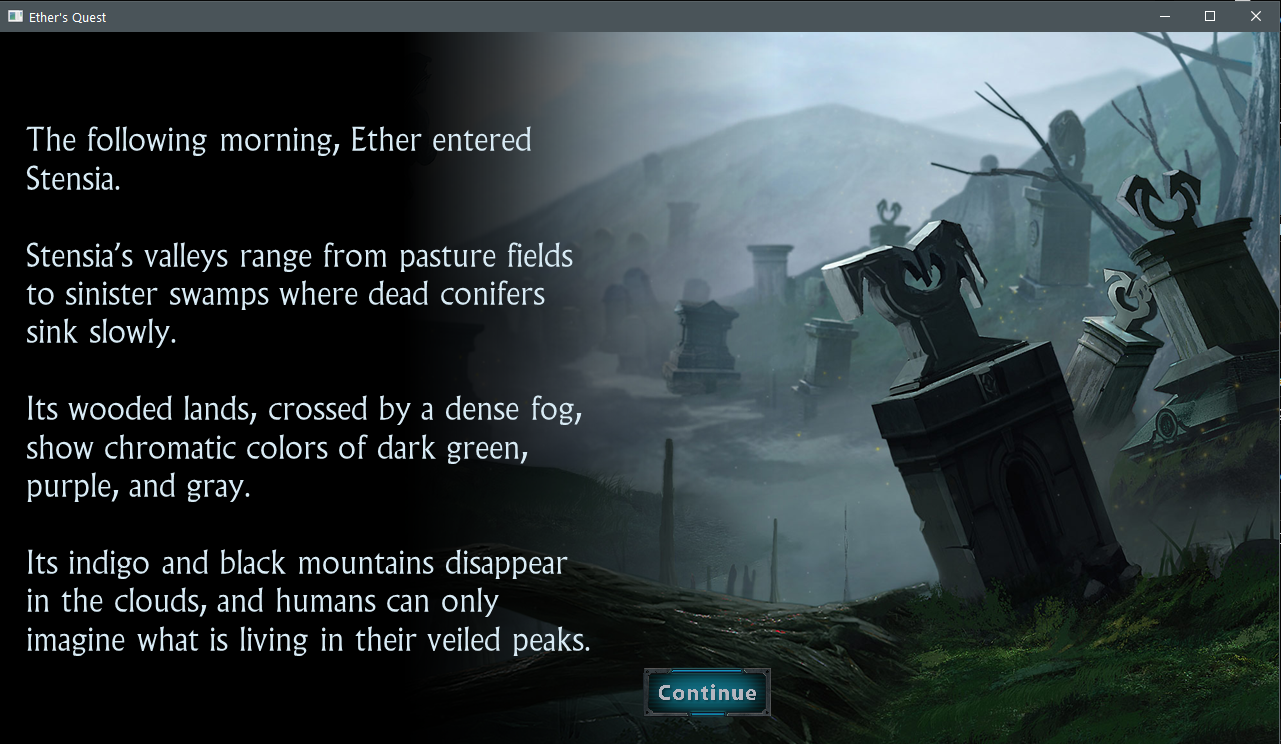 Ether's Quest
The following morning, Ether entered
Stensia.
Stensia's valleys range from pasture fields
to sinister swamps where dead conifers
sink slowly.
Its wooded lands, crossed by a dense fog,
show chromatic colors of dark green,
purple, and gray.
Its indigo and black mountains disappear
in the clouds, and humans can only
imagine what is living in their veiled peaks.
Continue